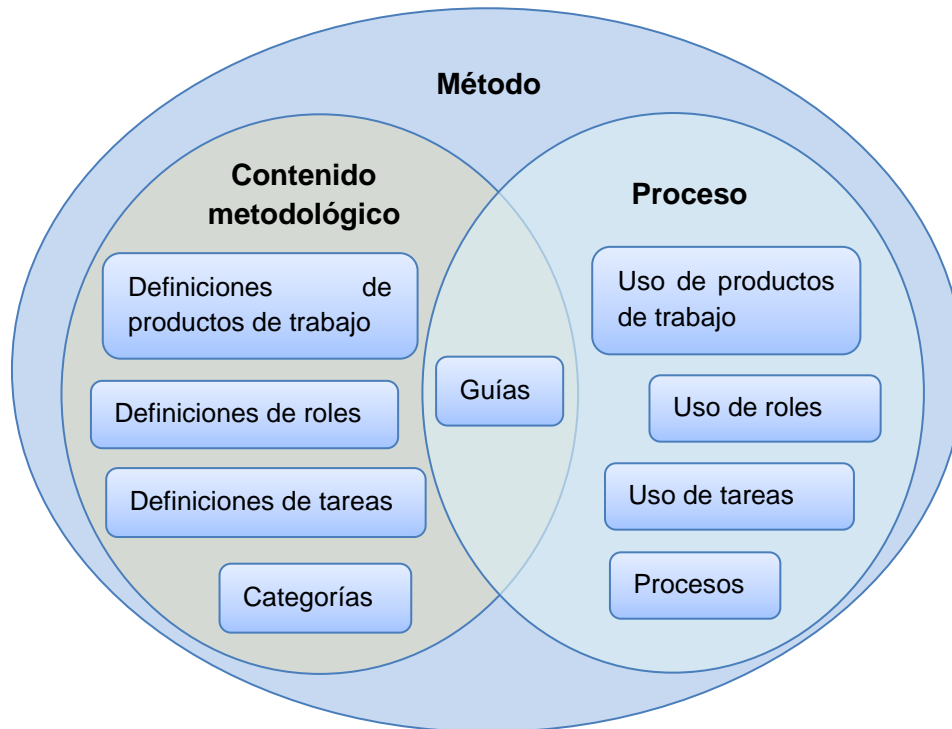 Método
Contenido
metodológico
Definiciones de
productos de trabajo
Definiciones de roles
Definiciones de tareas
Categorías
Guías
Proceso
Uso de productos
de trabajo
Uso de roles
Uso de tareas
Procesos